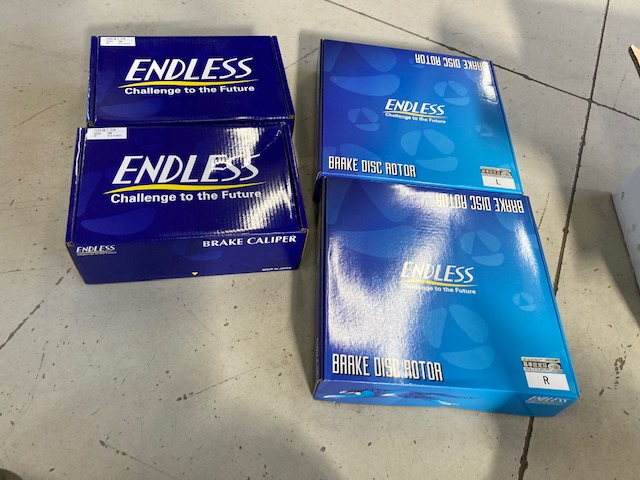 ENDLESS
Challenge to the Future
ENDLESS
Challenge to the Future
ENDLESS
BRAKE CALIPER
MADE IN JAPAN
BRAKE DISC ROTOR
ENDLESS
Challenge to the Future
BRAKE DISC ROTOR
L
BRAKE DISC ROTOR
ENDLESS
Challenge to the Future
BRAKE DISC ROTOR
R
ENDLESS